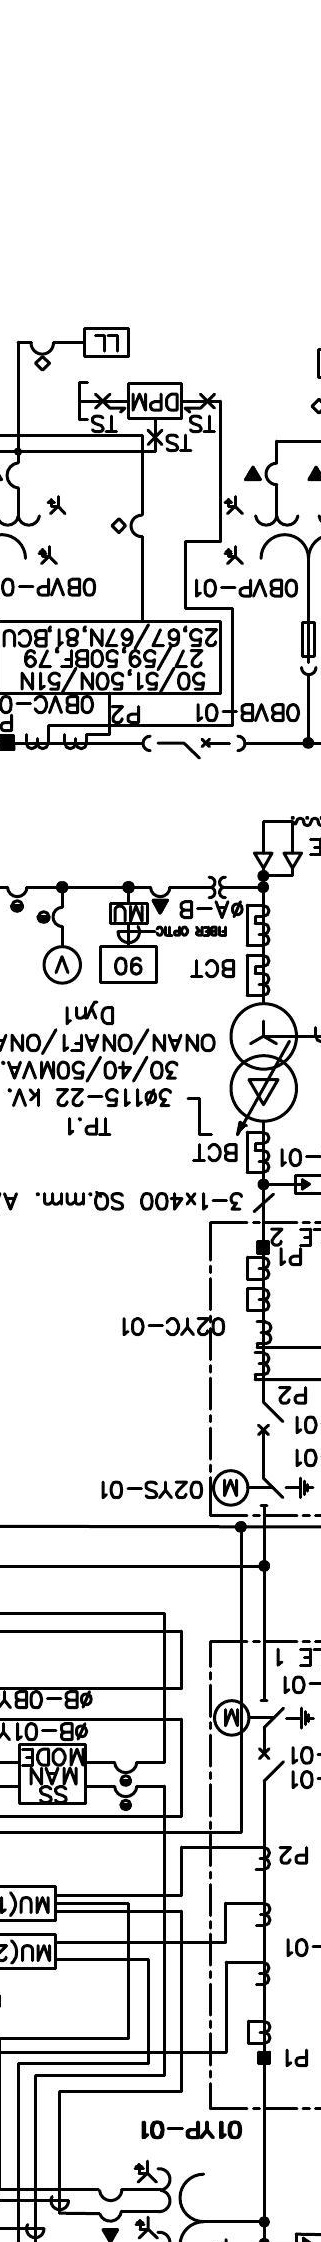 01YP-01
P1
-01
MU(2
MU(1
P2
SS
MAN
MODE
-01
-01
M
ØB-01Y
-01
ØB-0BY
E 1
02YS-01
M
01
01
P2
02YC-01
P1
E 2
3-1x400 SQ.mm. A
-01
BCT
TP.1
3Ø115-22 kV.
30/40/50MVA.
ONAN/ONAF1/ONA
Dyn1
BCT
90
V
FIBER OPTIC
MU
ØA-B
E
0BVB-01
P2
0BVC-0
P
50/51,50N/51N
27/59,50BF,79
25,67/67N,81,BCU
0BVP-01
0BVP-0
TS
TS
TS
DPM
LL